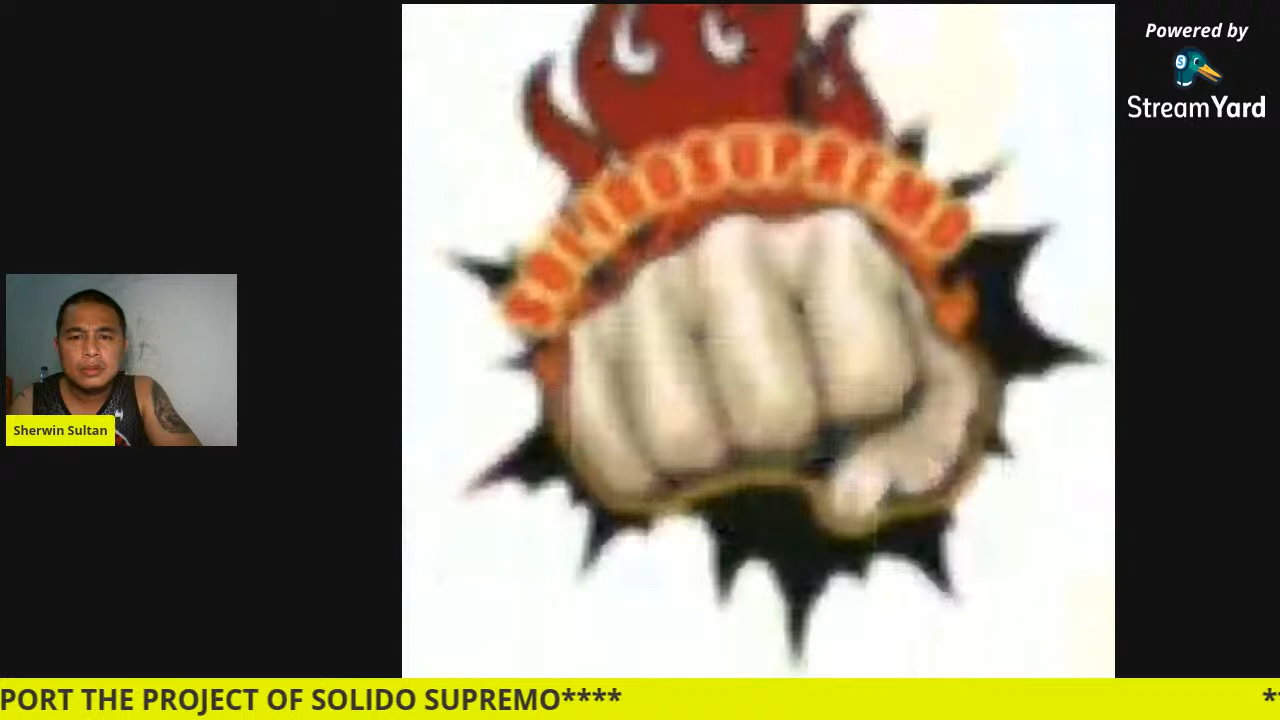 Powered by
StreamYard
SOLIDOSUPREMO
Sherwin Sultan
PORT THE PROJECT OF SOLIDO SUPREMO****
**